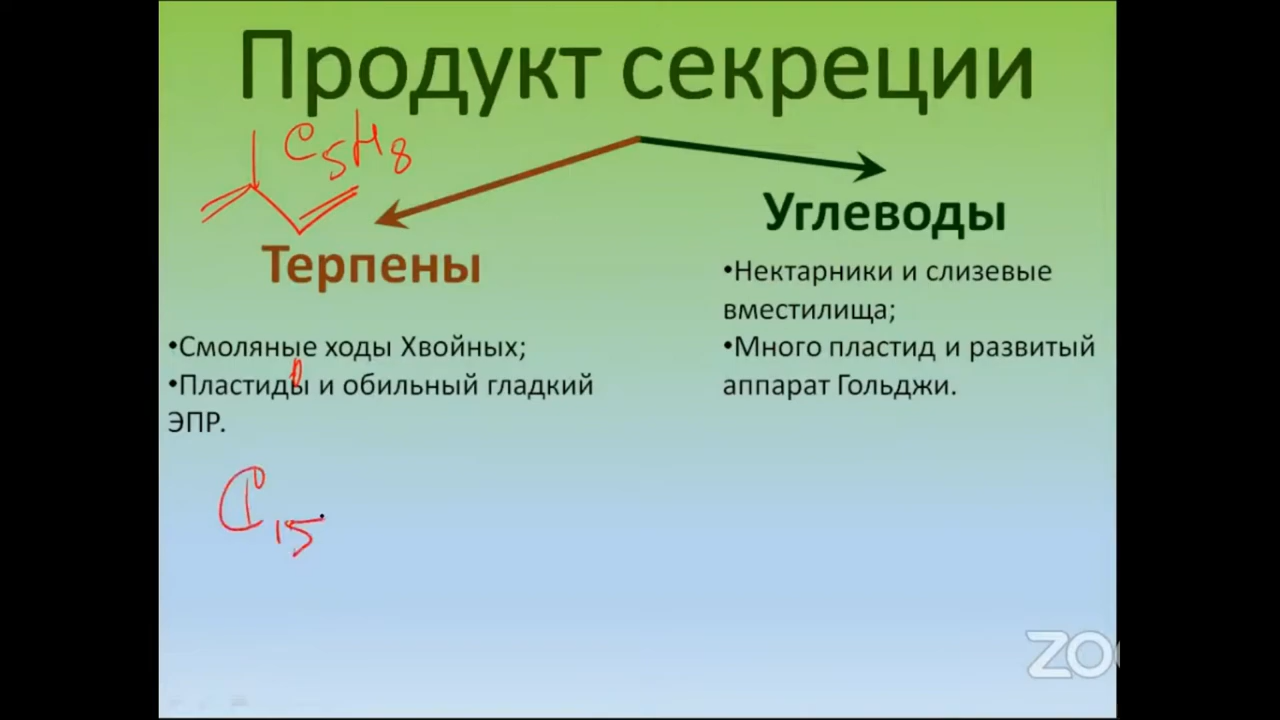 Продукт секреции
C5H8
Терпены
•Смоляные ходы Хвойных;
•Пластиды и обильный гладкий
ЭПР.
C15
Углеводы
•Нектарники и слизевые
вместилища;
•Много пластид и развитый
аппарат Гольджи.
ZO